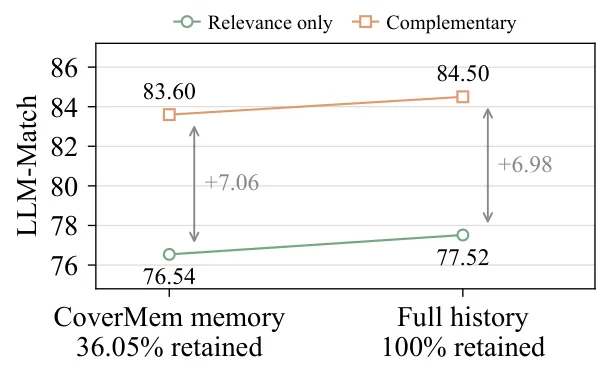 Relevance only Complementary
LLM-Match
86
84
82
80
78
76
83.60
84.50
+7.06
+6.98
76.54
77.52
CoverMem memory
36.05% retained
Full history
100% retained